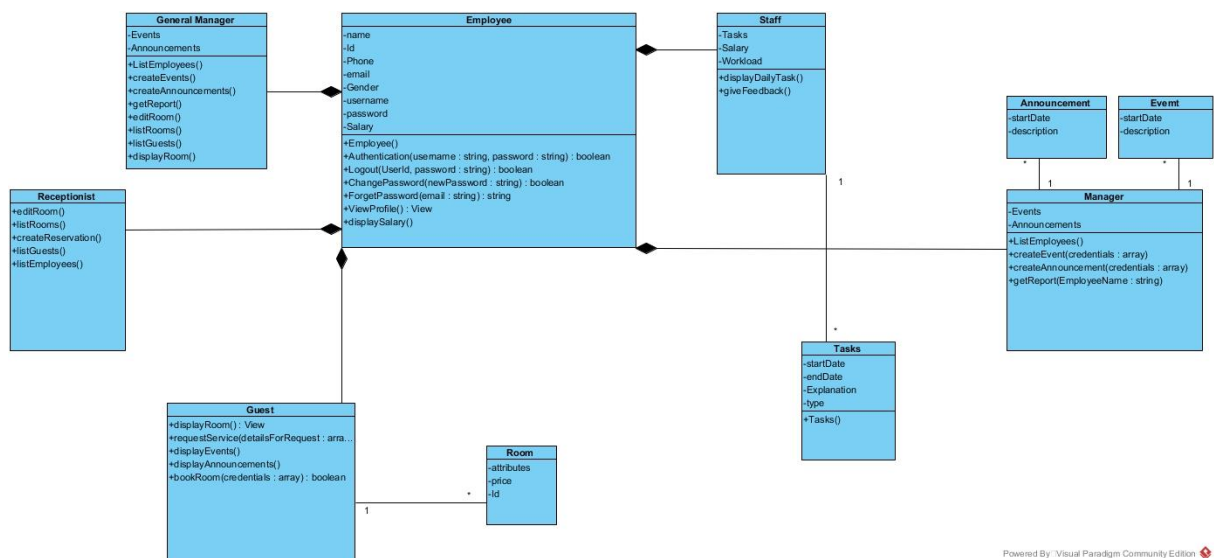 General Manager
-Events
-Announcements
+ListEmployees()
+createEvents()
+createAnnouncements()
+getReport()
+editRoom()
+listRooms()
+listGuests()
+displayRoom()
Employee
-name
-Id
-Phone
-email
-Gender
-username
-password
-Salary
+Employee()
+Authentication(username : string, password : string) : boolean
+Logout(UserId, password : string) : boolean
+ChangePassword(newPassword : string) : boolean
+ForgetPassword(email : string) : string
+ViewProfile() : View
+displaySalary()
Staff
-Tasks
-Salary
-Workload
+displayDailyTask()
+giveFeedback()
1
*
Announcement
-startDate
-description
*
1
Evemt
-startDate
-description
*
1
Manager
-Events
-Announcements
+ListEmployees()
+createEvent(credentials : array)
+createAnnouncement(credentials : array)
+getReport(EmployeeName : string)
Receptionist
+editRoom()
+listRooms()
+createReservation()
+listGuests()
+listEmployees()
Tasks
-startDate
-endDate
-Explanation
-type
+Tasks()
Guest
+displayRoom() : View
+requestService(detailsForRequest : arra...
+displayEvents()
+displayAnnouncements()
+bookRoom(credentials : array) : boolean
1
*
Room
-attributes
-price
-Id
Powered By Visual Paradigm Community Edition